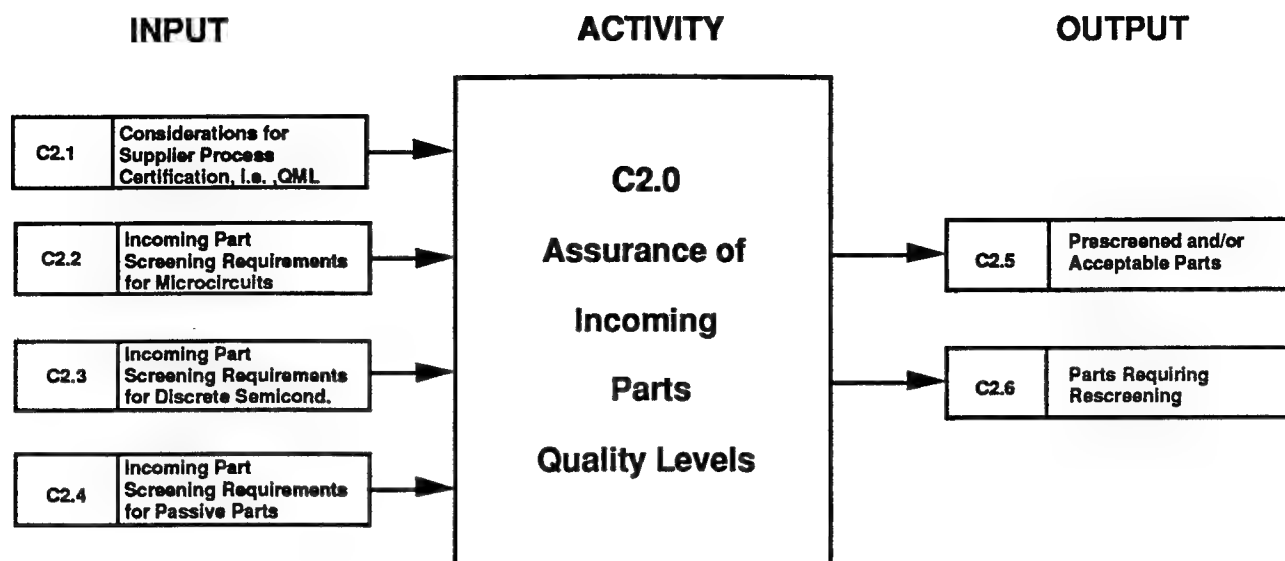 INPUT
ACTIVITY
OUTPUT
C2.1
Considerations for
Supplier Process
Certification, i.e. ,QML
C2.2
Incoming Part
Screening Requirements
for Microcircuits
C2.3
Incoming Part
Screening Requirements
for Discrete Semicond.
C2.4
Incoming Part
Screening Requirements
for Passive Parts
C2.0
Assurance of
Incoming
Parts
Quality Levels
C2.5
Prescreened and/or
Acceptable Parts
C2.6
Parts Requiring
Rescreening